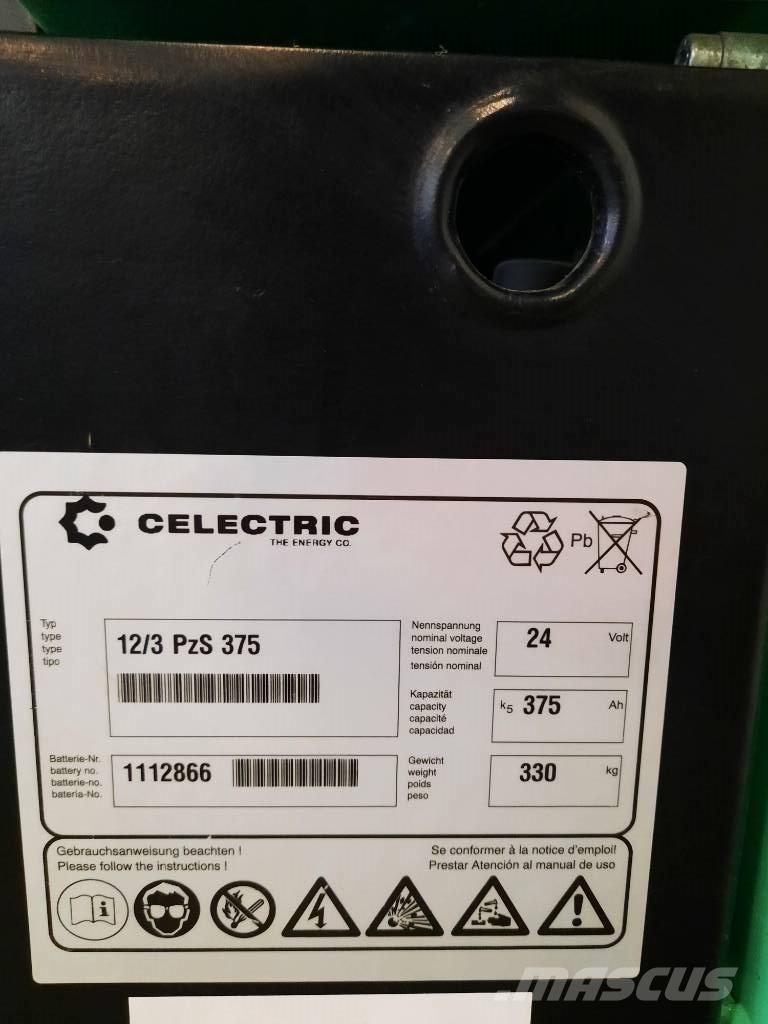 CELECTRIC
THE ENERGY CO.
Pb
Typ
type
type
tipo
12/3 PzS 375
Nennspannung
nominal voltage
tension nominale
tensión nominal
24 Volt
Kapazität
capacity
capacité
capacidad
k5 375 Ah
Batterie-Nr.
battery no.
batterie-no.
bateria-No.
1112866
Gewicht
weight
poids
peso
330 kg
Gebrauchsanweisung beachten !
Please follow the instructions !
Se conformer à la notice d'emploi!
Prestar Atención al manual de uso
MASCUS